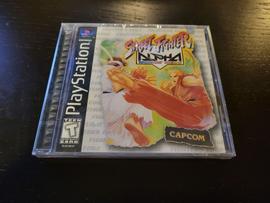 PlayStation
STREET FIGHTER
ALPHA
CAPCOM
TEEN
T